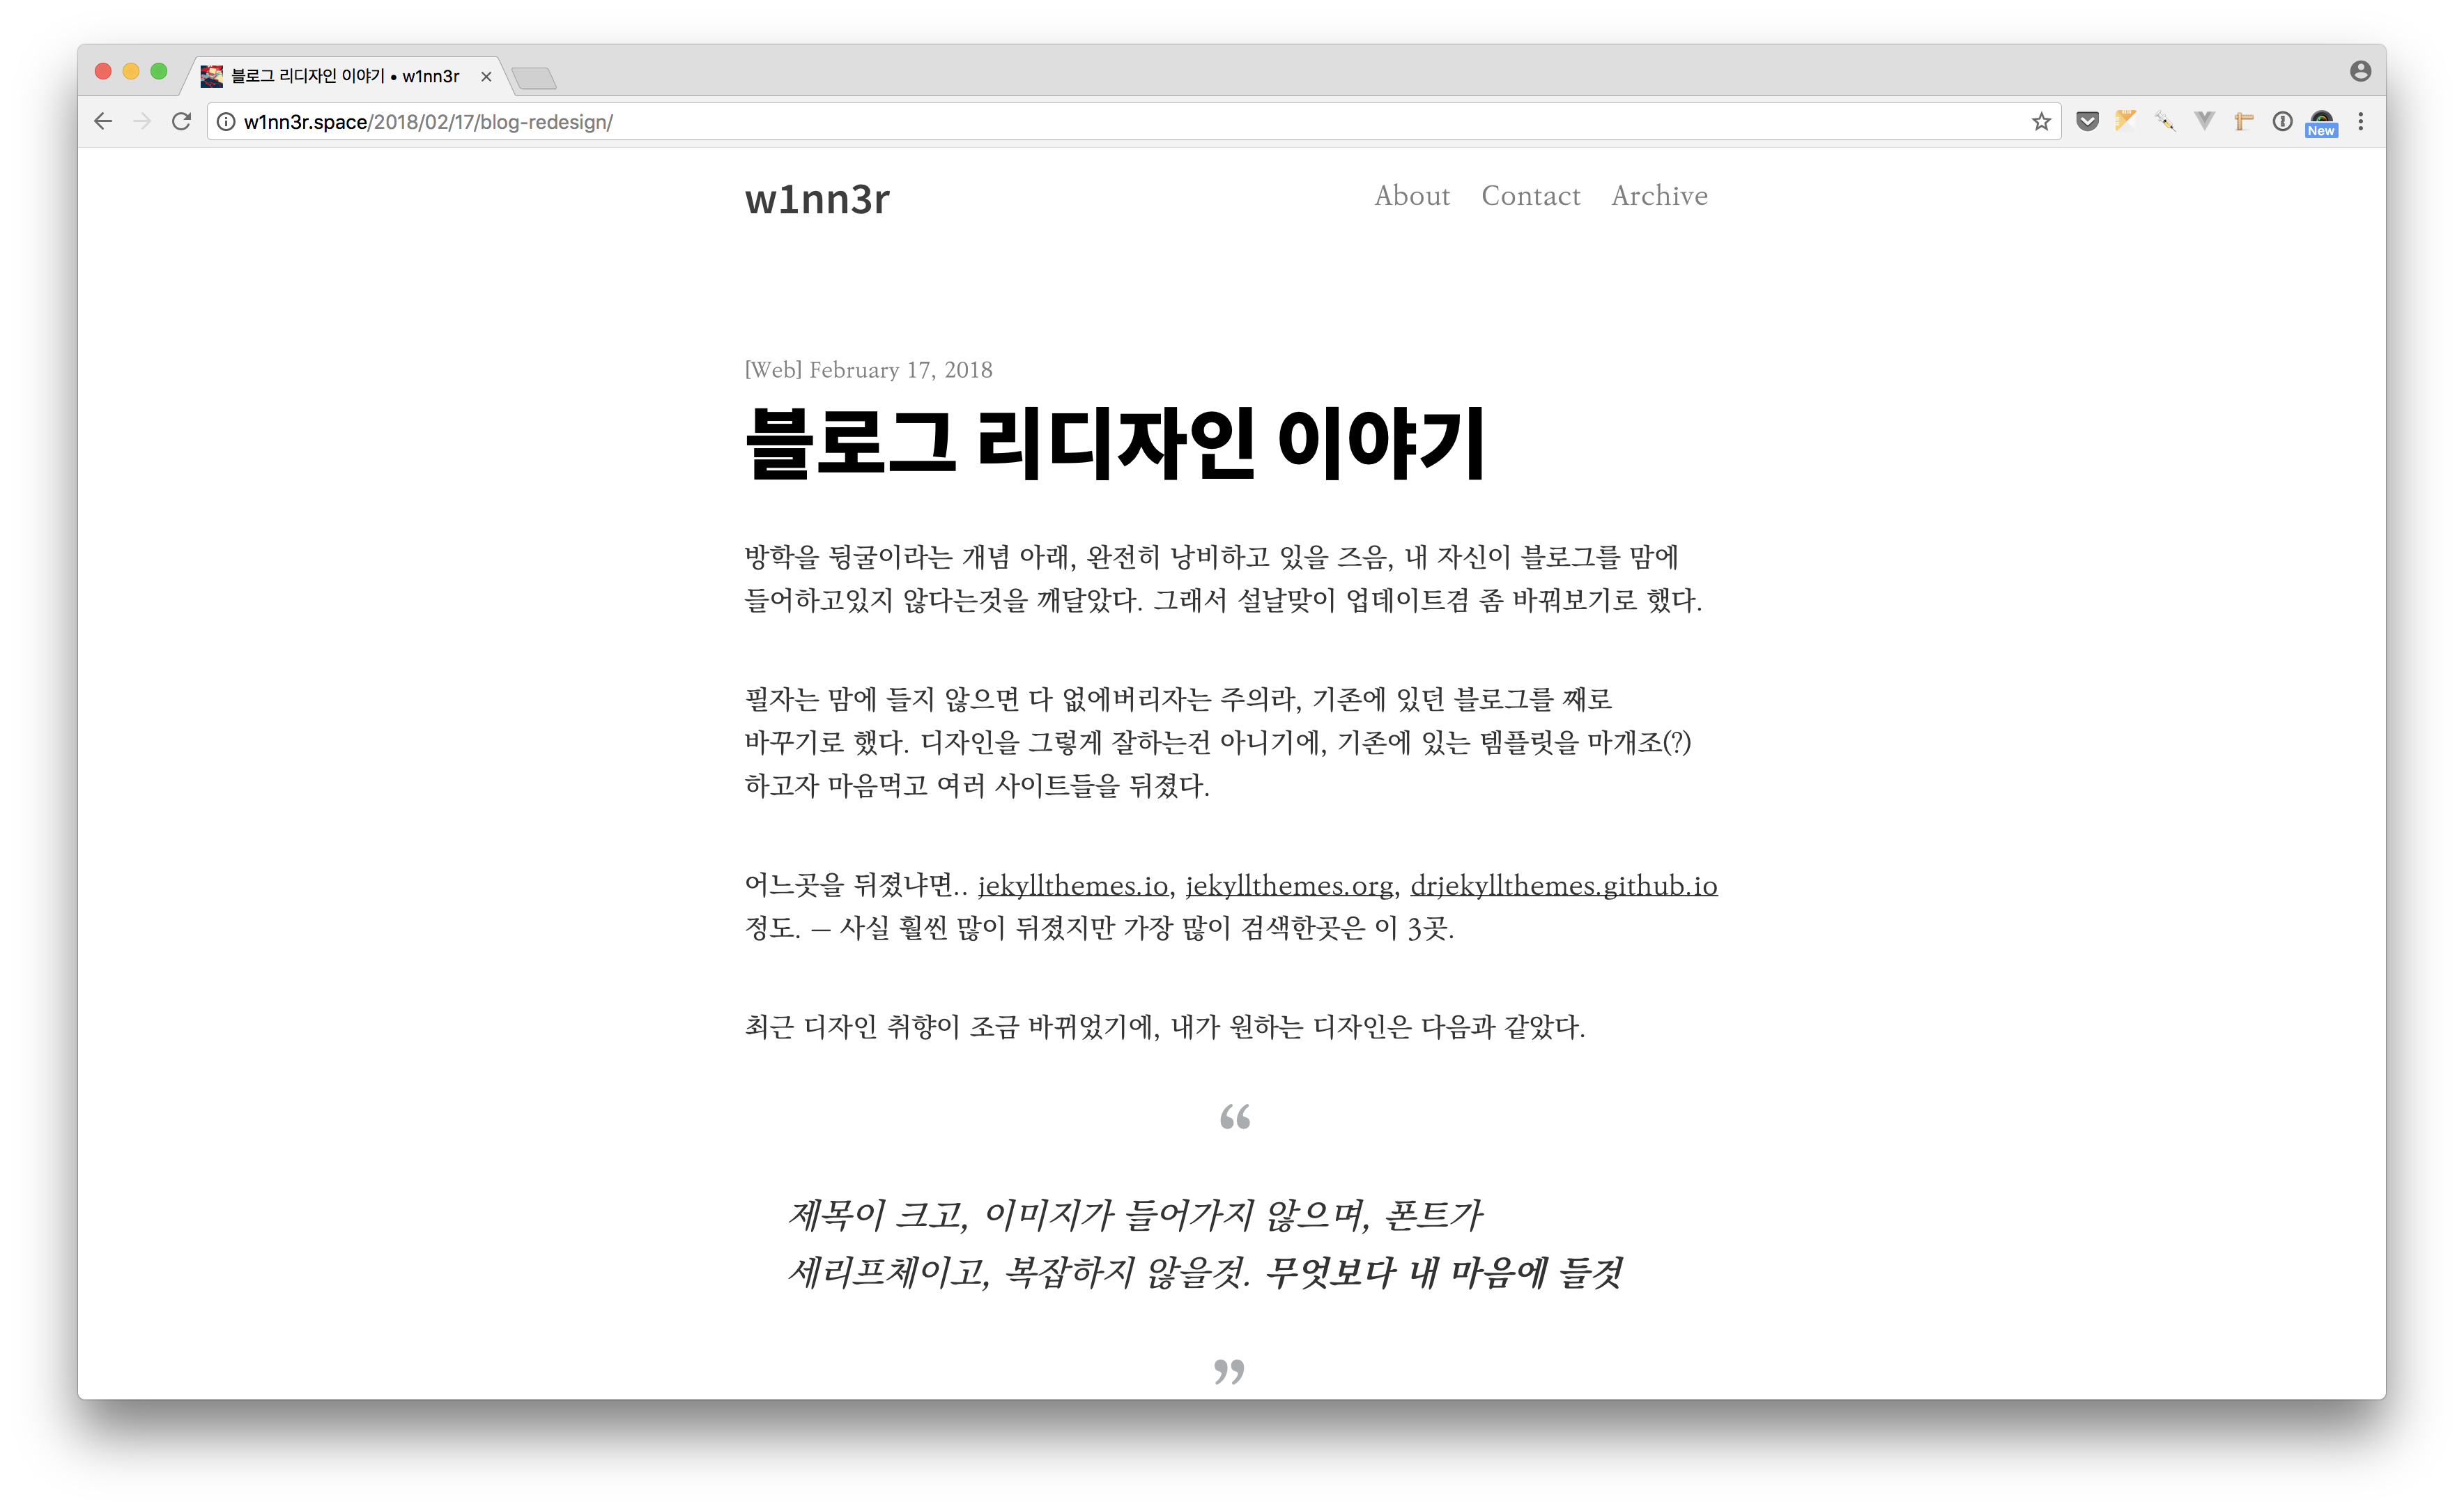 블로그 리디자인 이야기 • w1nn3r
w1nn3r.space/2018/02/17/blog-redesign/
New
w1nn3r
About Contact Archive
[Web] February 17, 2018
블로그 리디자인 이야기
방학을 뒹굴이라는 개념 아래, 완전히 낭비하고 있을 즈음, 내 자신이 블로그를 맘에
들어하고있지 않다는것을 깨달았다. 그래서 설날맞이 업데이트겸 좀 바꿔보기로 했다.
필자는 맘에 들지 않으면 다 없애버리자는 주의라, 기존에 있던 블로그를 째로
바꾸기로 했다. 디자인을 그렇게 잘하는건 아니기에, 기존에 있는 템플릿을 마개조(?)
하고자 마음먹고 여러 사이트들을 뒤졌다.
어느곳을 뒤졌냐면.. jekyllthemes.io, jekyllthemes.org, drjekyllthemes.github.io
정도. — 사실 훨씬 많이 뒤졌지만 가장 많이 검색한곳은 이 3곳.
최근 디자인 취향이 조금 바뀌었기에, 내가 원하는 디자인은 다음과 같았다.
“
제목이 크고, 이미지가 들어가지 않으며, 폰트가
세리프체이고, 복잡하지 않을것. 무엇보다 내 마음에 들것
”